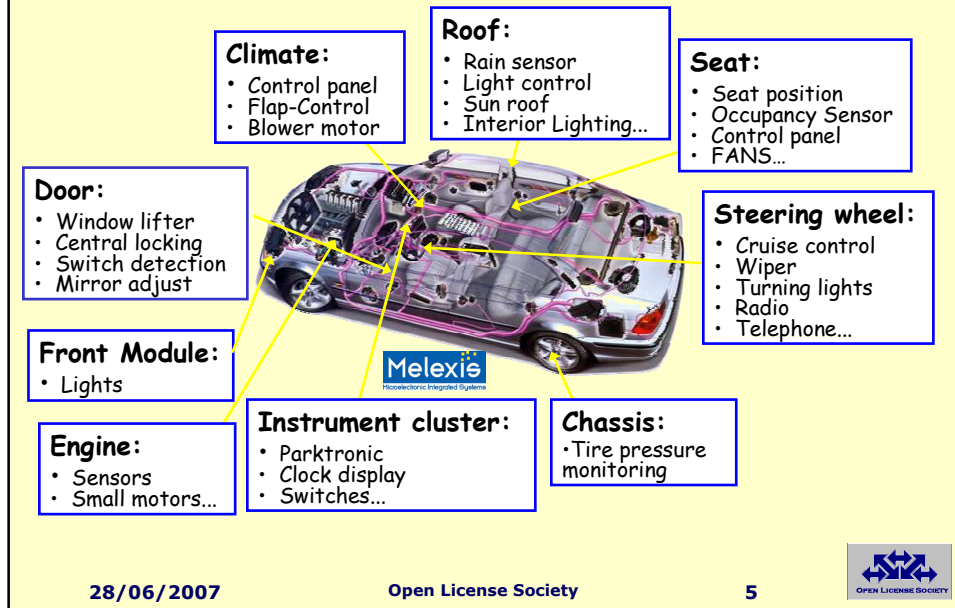 Roof:
• Rain sensor
• Light control
• Sun roof
• Interior Lighting...
Climate:
• Control panel
• Flap-Control
• Blower motor
Seat:
• Seat position
• Occupancy Sensor
• Control panel
• FANS...
Door:
• Window lifter
• Central locking
• Switch detection
• Mirror adjust
Steering wheel:
• Cruise control
• Wiper
• Turning lights
• Radio
• Telephone...
Front Module:
• Lights
Melexis
Microelectronic Integrated Systems
Engine:
• Sensors
• Small motors...
Instrument cluster:
• Parktronic
• Clock display
• Switches...
Chassis:
•Tire pressure
monitoring
28/06/2007
Open License Society
5
OPEN LICENSE SOCIETY